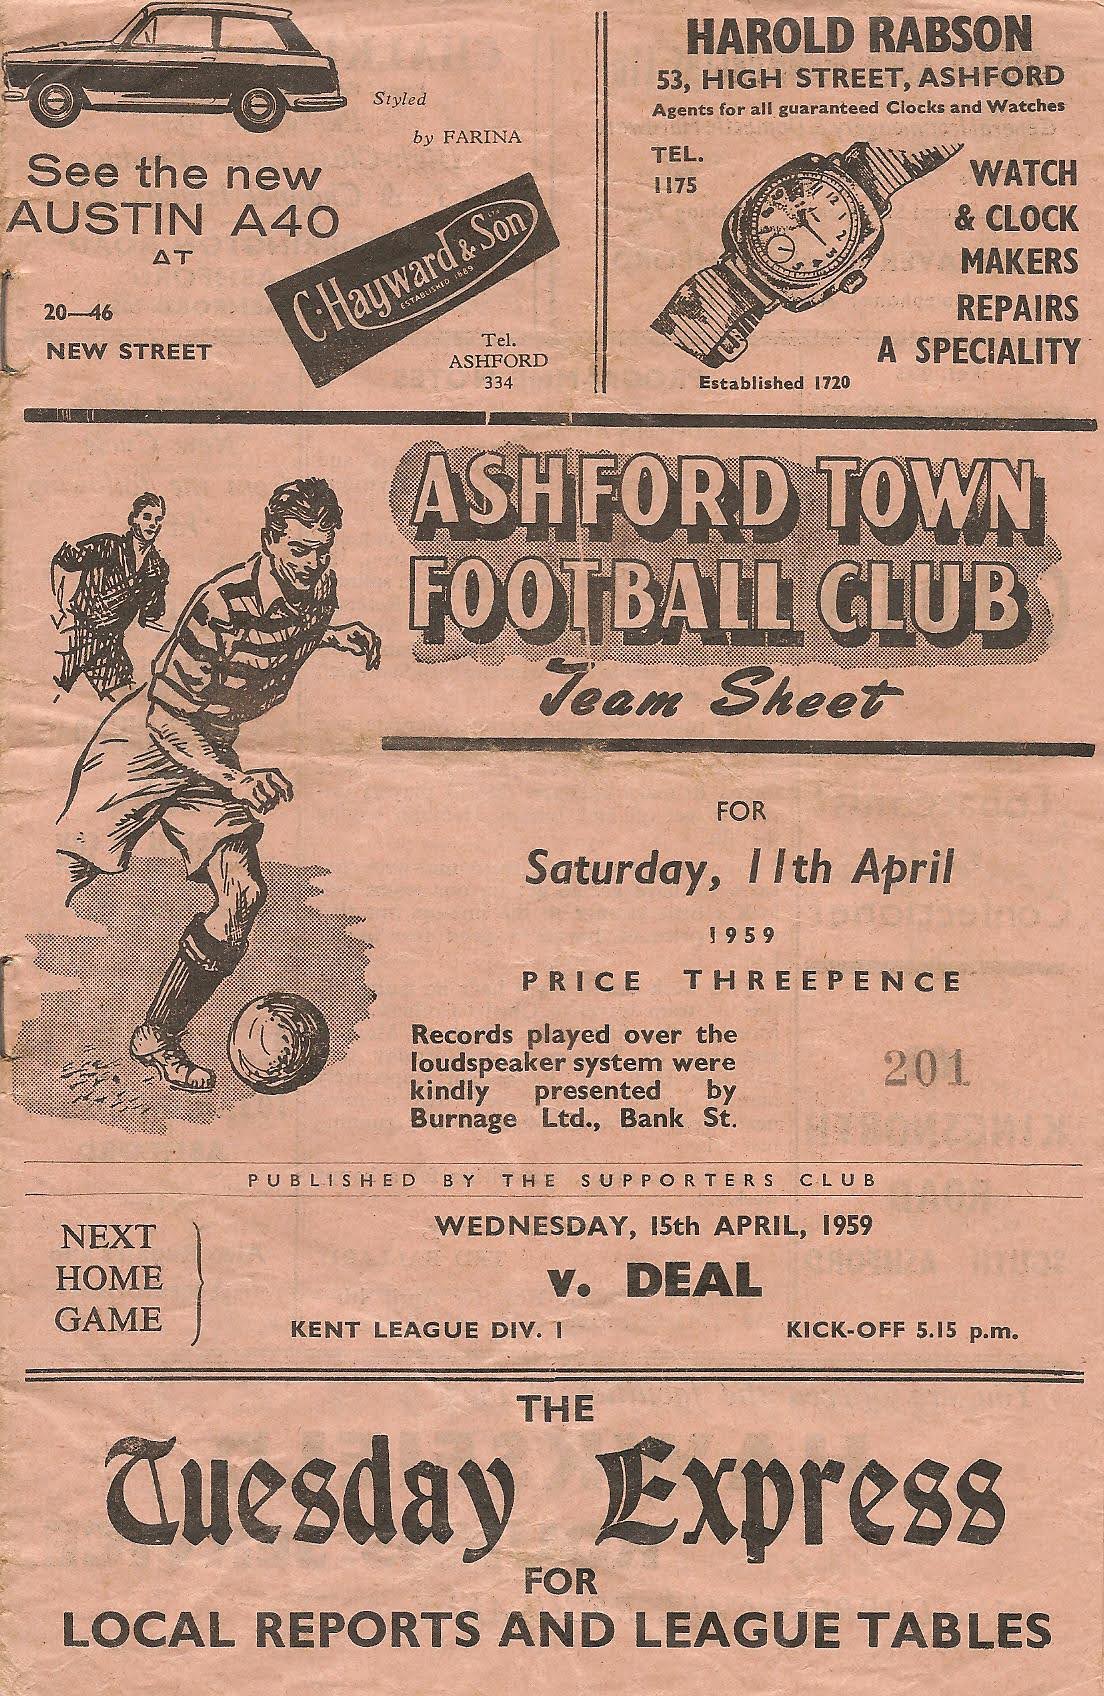 Styled
by FARINA
See the new
AUSTIN A40
AT
C. Hayward & Son
ESTABLISHED 1889
20—46
NEW STREET
Tel.
ASHFORD
334
HAROLD RABSON
53, HIGH STREET, ASHFORD
Agents for all guaranteed Clocks and Watches
TEL.
1175
WATCH
& CLOCK
MAKERS
REPAIRS
A SPECIALITY
Established 1720
ASHFORD TOWN
FOOTBALL CLUB
Team Sheet
FOR
Saturday, 11th April
1959
PRICE THREEPENCE
Records played over the
loudspeaker system were
kindly presented by
Burnage Ltd., Bank St.
201
PUBLISHED BY THE SUPPORTERS CLUB
NEXT
HOME
GAME
WEDNESDAY, 15th APRIL, 1959
v. DEAL
KENT LEAGUE DIV. 1
KICK-OFF 5.15 p.m.
THE
Tuesday Express
FOR
LOCAL REPORTS AND LEAGUE TABLES